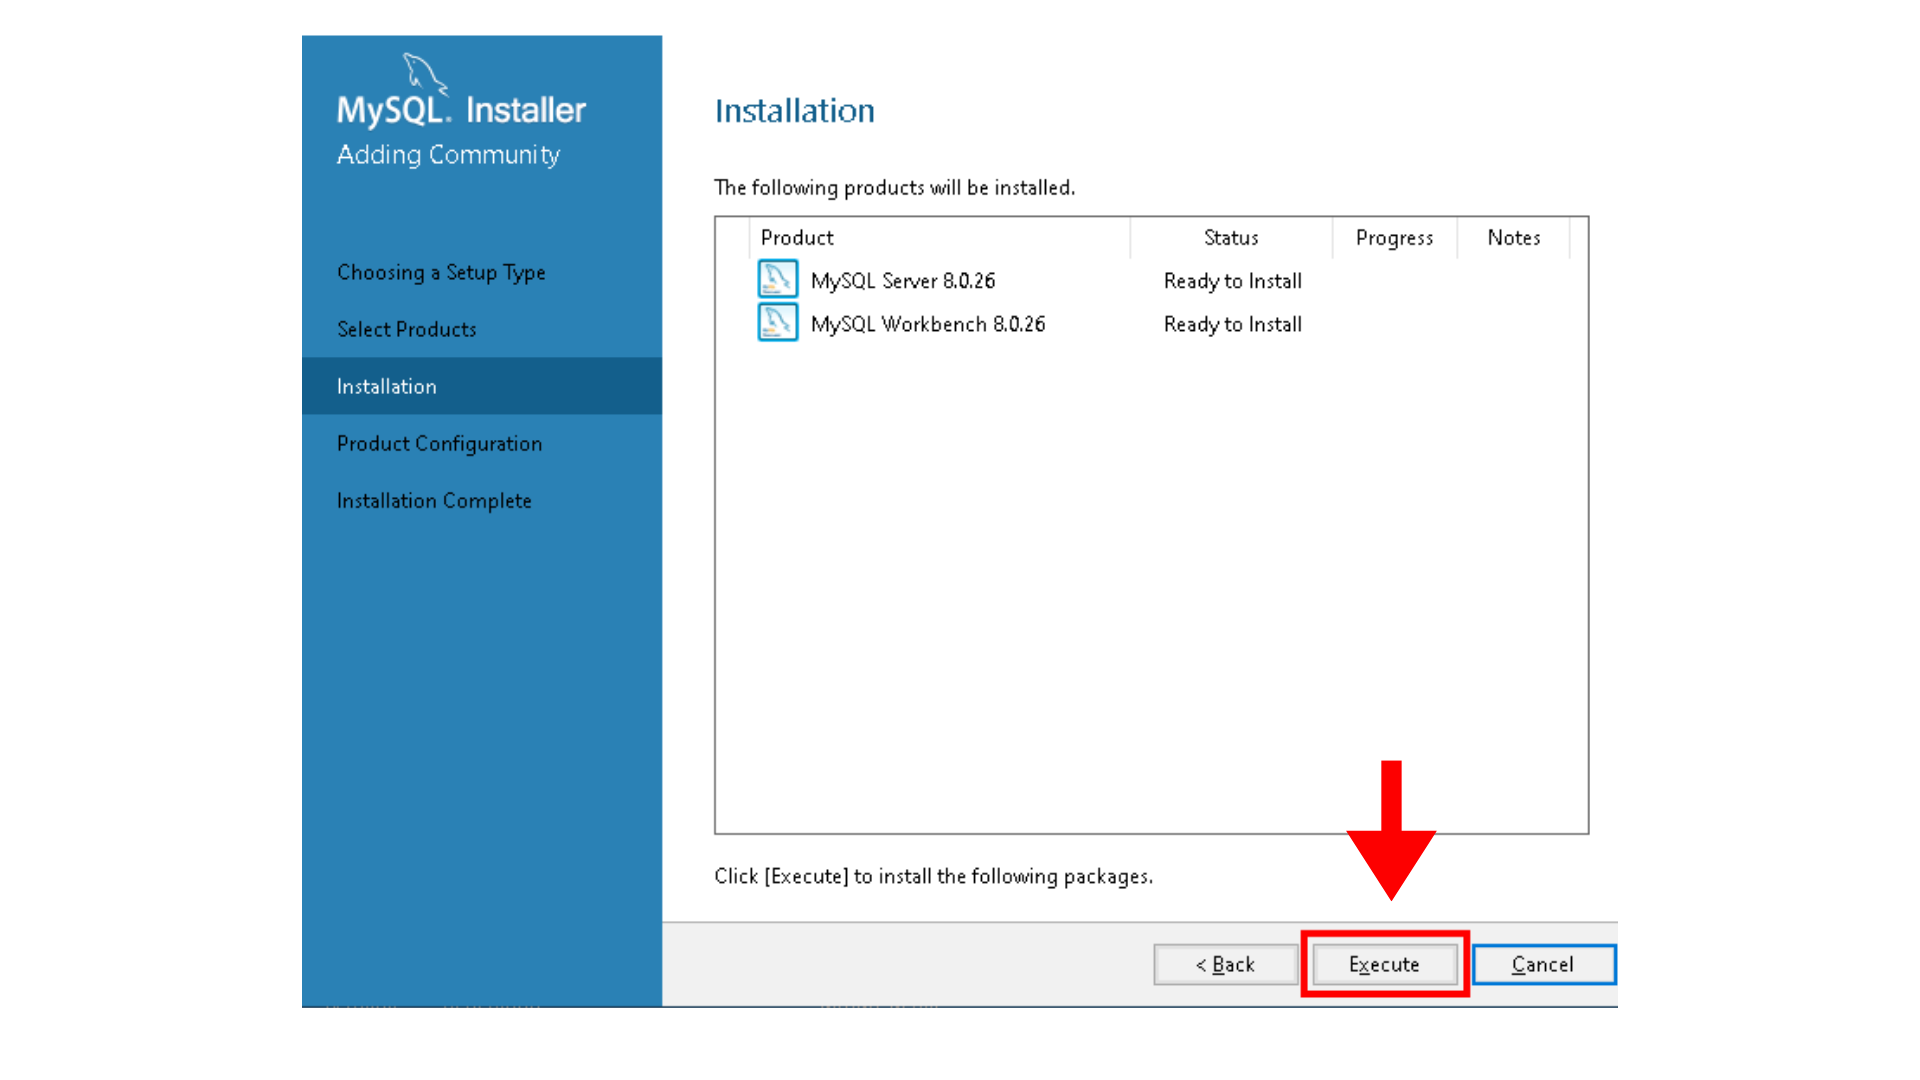 MySQL. Installer
Adding Community
Choosing a Setup Type
Select Products
Installation
Product Configuration
Installation Complete
Installation
The following products will be installed.
Product Status Progress Notes
MySQL Server 8.0.26 Ready to Install
MySQL Workbench 8.0.26 Ready to Install
Click [Execute] to install the following packages.
< Back Execute Cancel